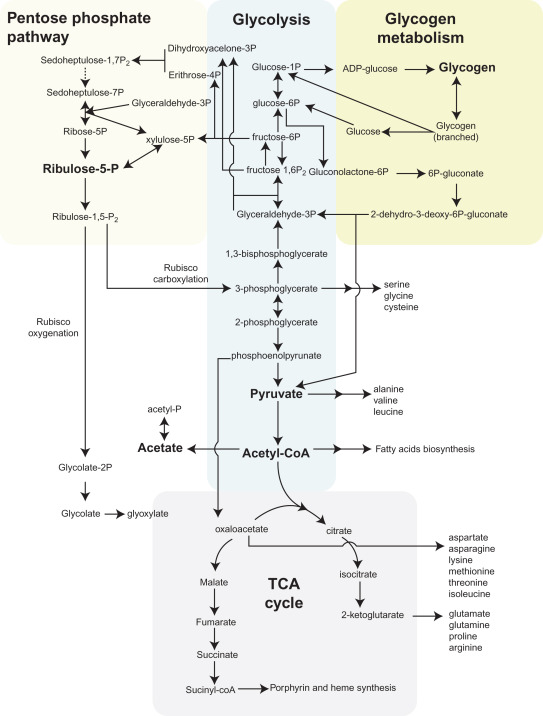 Pentose phosphate
pathway
Glycolysis
Glycogen
metabolism
Dihydroxyacelone-3P
Sedoheptulose-1,7P2
Erithrose-4P
Glucose-1P
ADP-glucose
Glycogen
Sedoheptulose-7P
Glyceraldehyde-3P
glucose-6P
Ribose-5P
xylulose-5P
fructose-6P
Glucose
Glycogen
(branched)
Ribulose-5-P
fructose 1,6P2
Gluconolactone-6P
6P-gluconate
Ribulose-1,5-P2
Glyceraldehyde-3P
2-dehydro-3-deoxy-6P-gluconate
1,3-bisphosphoglycerate
Rubisco
carboxylation
3-phosphoglycerate
serine
glycine
cysteine
Rubisco
oxygenation
2-phosphoglycerate
phosphoenolpyrunate
Pyruvate
alanine
valine
leucine
acetyl-P
Acetate
Acetyl-CoA
Fatty acids biosynthesis
Glycolate-2P
Glycolate
glyoxylate
oxaloacetate
citrate
aspartate
asparagine
lysine
methionine
threonine
isoleucine
Malate
TCA
cycle
isocitrate
Fumarate
2-ketoglutarate
glutamate
glutamine
proline
arginine
Succinate
Sucinyl-coA
Porphyrin and heme synthesis